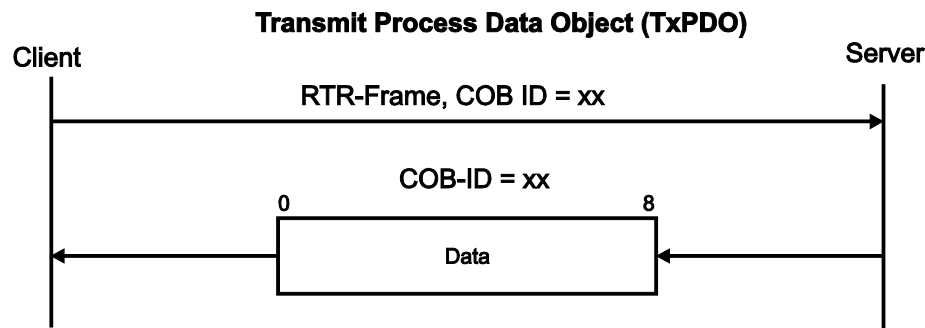 Transmit Process Data Object (TxPDO)
Client
Server
RTR-Frame, COB ID = xx
COB-ID = xx
0 8
Data